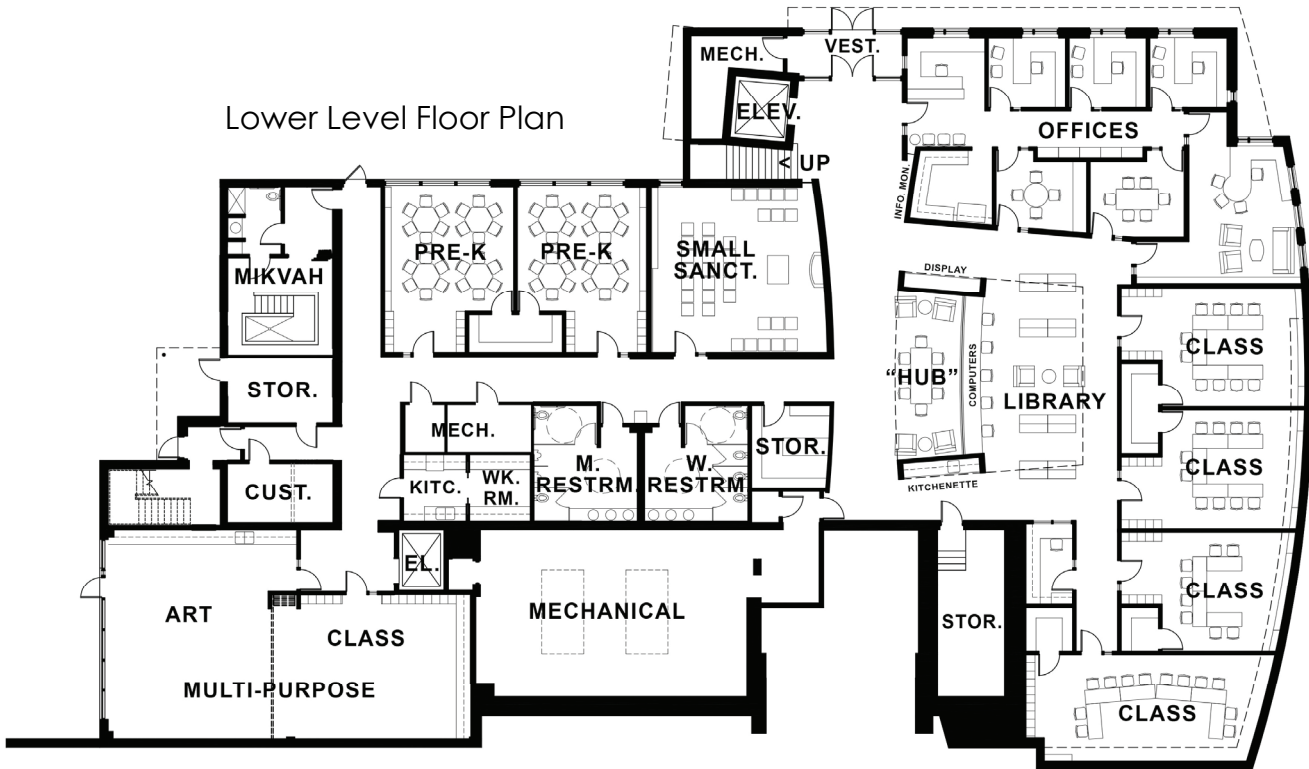 Lower Level Floor Plan
MECH.
VEST.
ELEV.
< UP
OFFICES
INFO. MON.
MIKVAH
PRE-K
PRE-K
SMALL
SANCT.
DISPLAY
"HUB"
COMPUTERS
LIBRARY
CLASS
STOR.
MECH.
M.
RESTRM.
W.
RESTRM
STOR.
CLASS
CUST.
KITC.
WK.
RM.
KITCHENETTE
EL.
ART
CLASS
MULTI-PURPOSE
MECHANICAL
STOR.
CLASS
CLASS